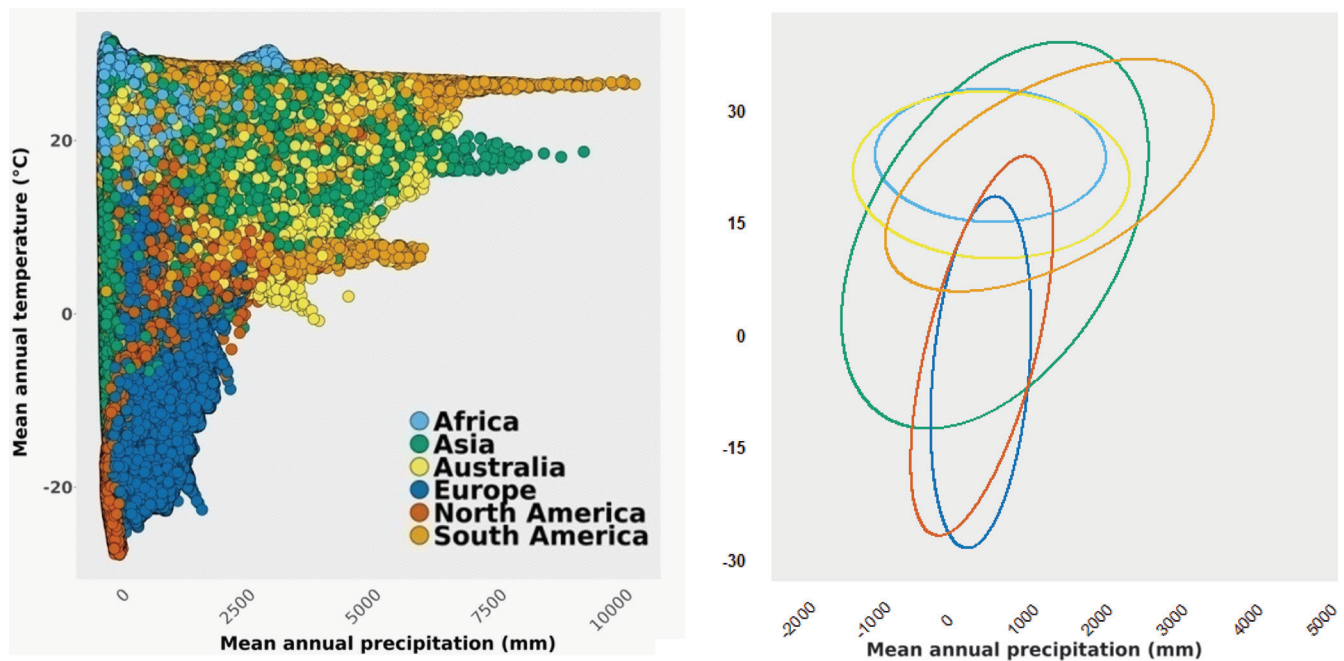 20
0
-20
Mean annual temperature (°C)
Africa
Asia
Australia
Europe
North America
South America
0
2500
5000
7500
10000
Mean annual precipitation (mm)
30
15
0
-15
-30
-2000
-1000
0
1000
2000
3000
4000
5000
Mean annual precipitation (mm)